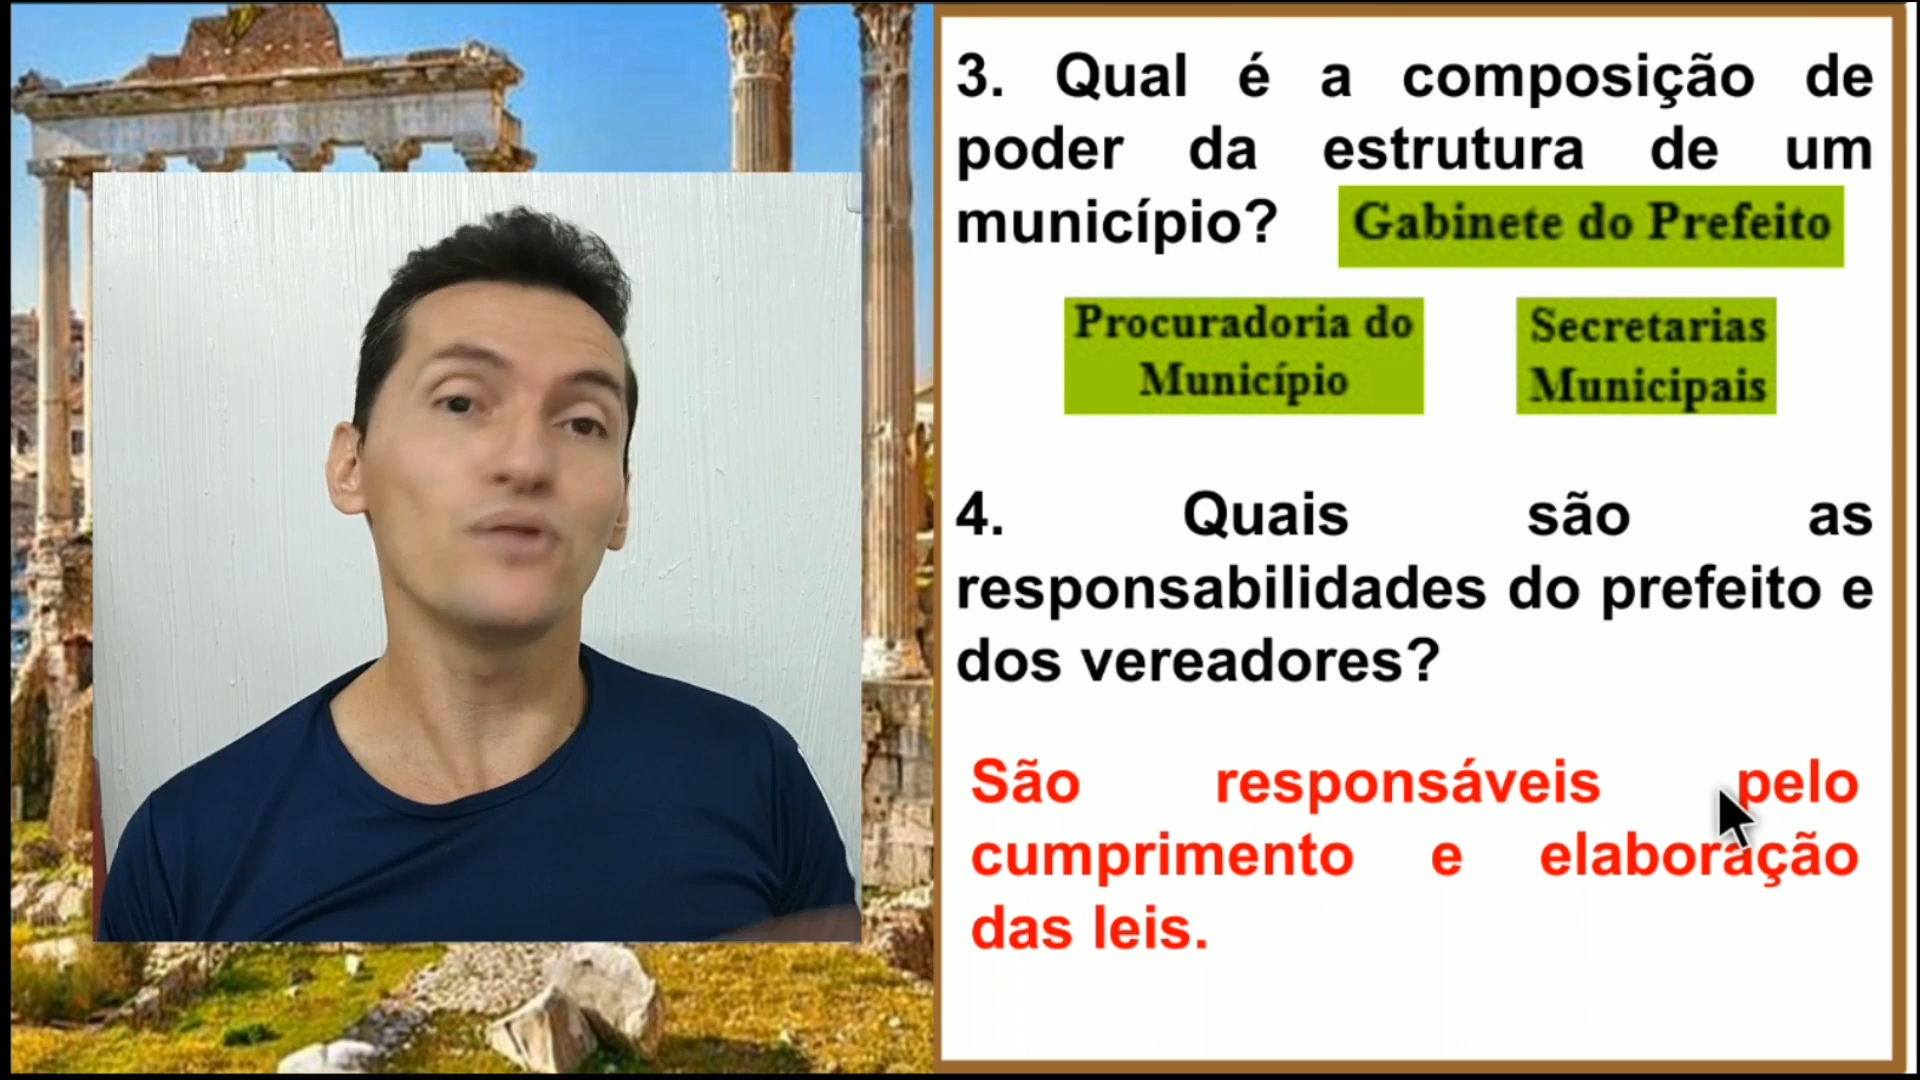 3. Qual é a composição de
poder da estrutura de um
município? Gabinete do Prefeito
Procuradoria do
Município
Secretarias
Municipais
4. Quais são as
responsabilidades do prefeito e
dos vereadores?
São responsáveis pelo
cumprimento e elaboração
das leis.